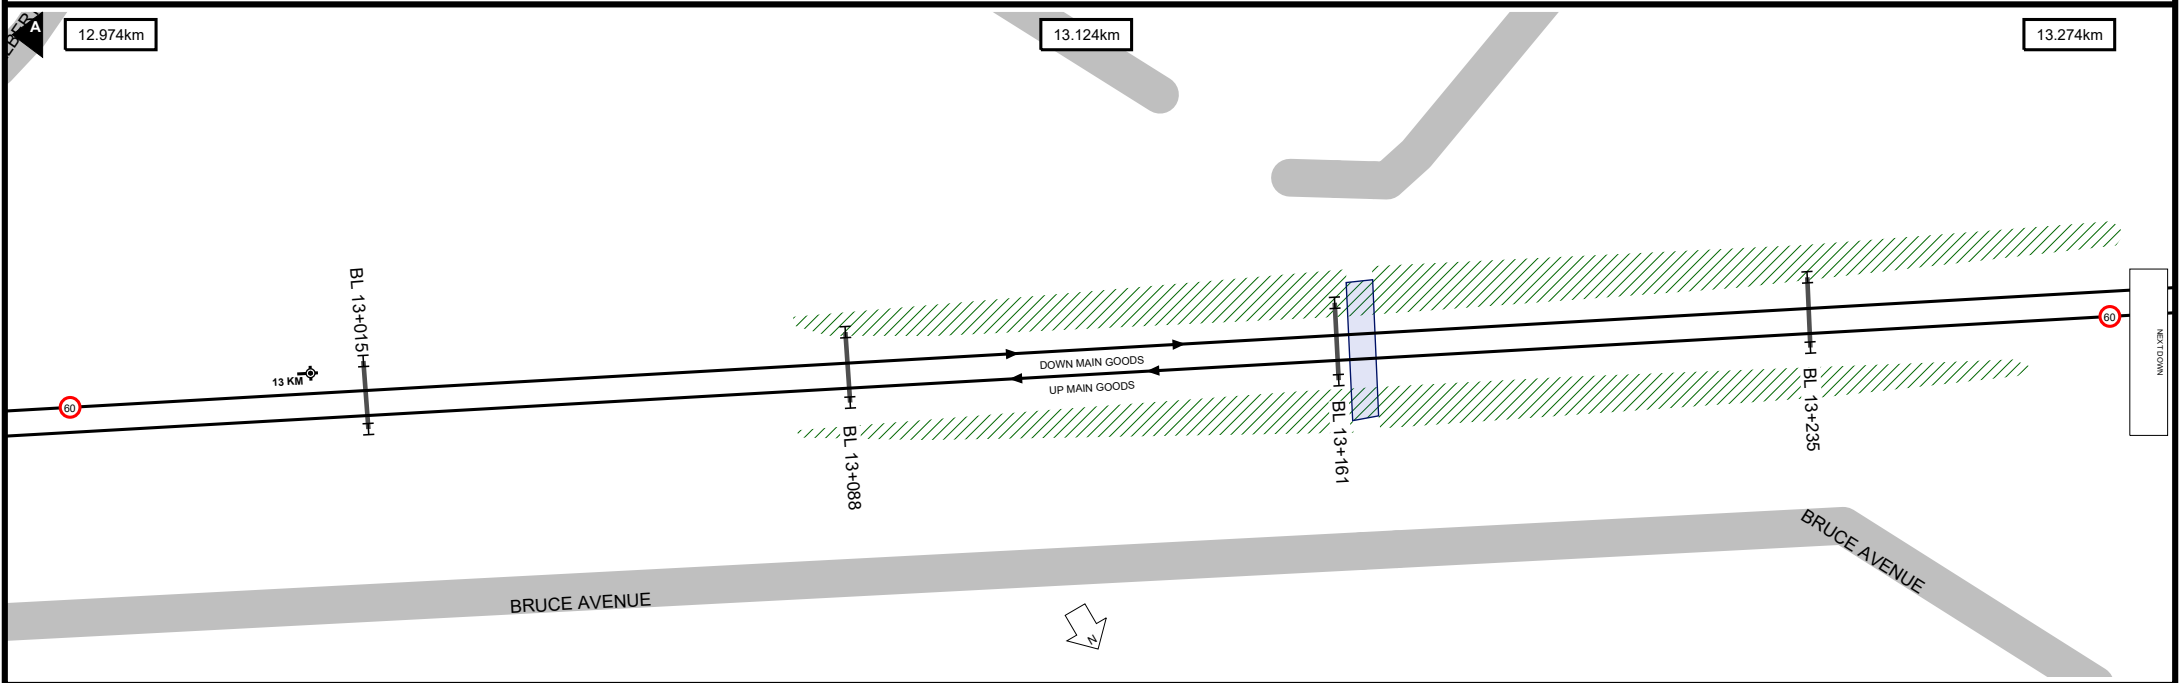 A
12.974km
13.124km
13.274km
BL 13+015
13 KM
60
DOWN MAIN GOODS
UP MAIN GOODS
BL 13+088
BL 13+161
BL 13+235
60
NEXT DOWN
BRUCE AVENUE
BRUCE AVENUE
N